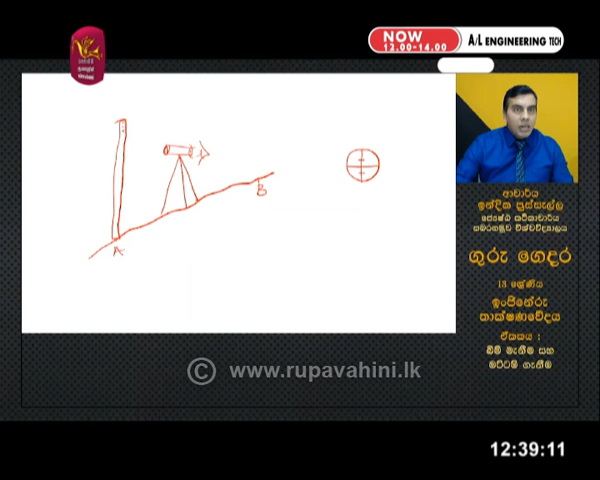 NOW
12.00-14.00
A/L ENGINEERING TECH
A
B
ආචාර්ය
ඉන්දික පුස්සැල්ල
ජ්‍යෙෂ්ඨ කථිකාචාර්ය
සබරගමුව විශ්වවිද්‍යාලය
ගුරු ගෙදර
13 ශ්‍රේණිය
ඉංජිනේරු
තාක්ෂණවේදය
ඒකකය :
බිම් මැනීම සහ
මට්ටම් ගැනීම
© www.rupavahini.lk
12:39:11